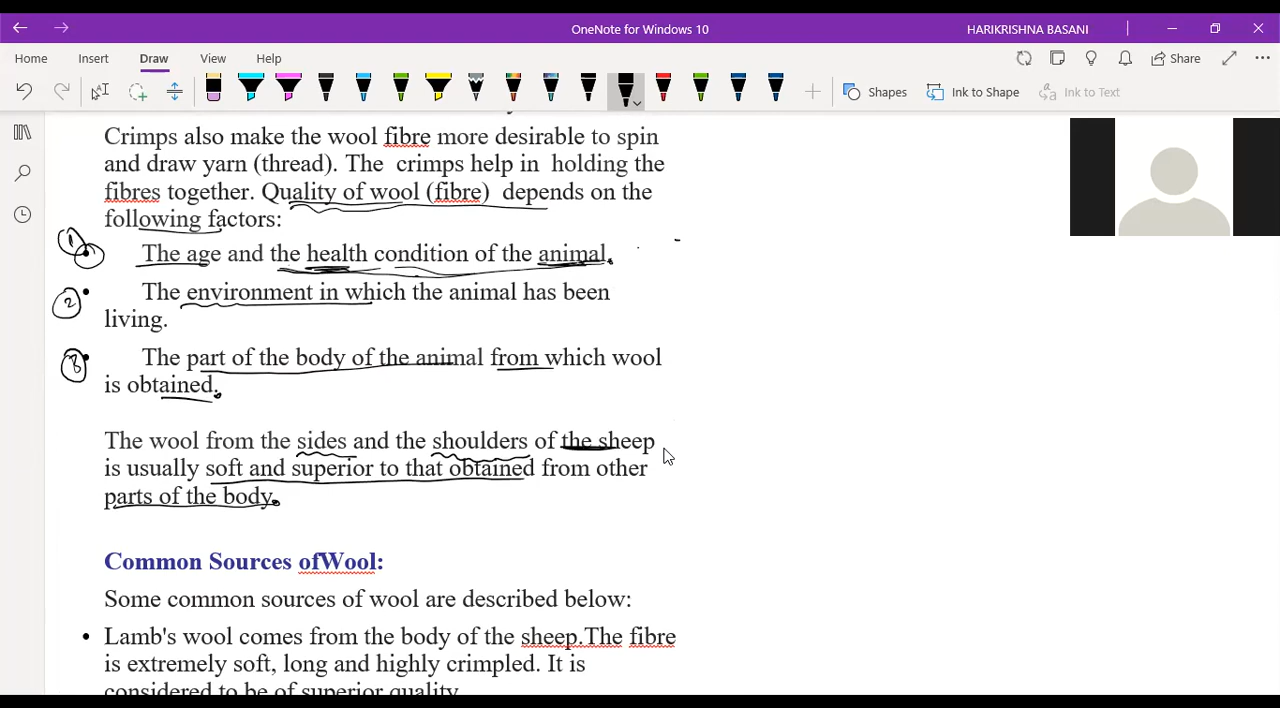 OneNote for Windows 10
HARIKRISHNA BASANI
Home Insert Draw View Help
Share
Shapes Ink to Shape Ink to Text
Crimps also make the wool fibre more desirable to spin
and draw yarn (thread). The crimps help in holding the
fibres together. Quality of wool (fibre) depends on the
following factors:
1 • The age and the health condition of the animal.
2 • The environment in which the animal has been
living.
3 • The part of the body of the animal from which wool
is obtained.
The wool from the sides and the shoulders of the sheep
is usually soft and superior to that obtained from other
parts of the body.
Common Sources ofWool:
Some common sources of wool are described below:
• Lamb's wool comes from the body of the sheep.The fibre
is extremely soft, long and highly crimpled. It is
considered to be of superior quality.